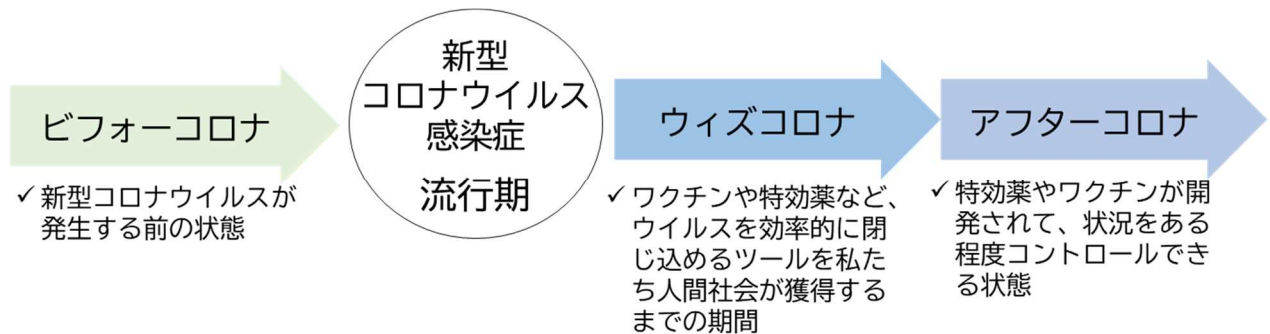 ビフォーコロナ
✓ 新型コロナウイルスが
発生する前の状態
新型
コロナウイルス
感染症
流行期
ウィズコロナ
✓ ワクチンや特効薬など、
ウイルスを効率的に閉
じ込めるツールを私た
ち人間社会が獲得する
までの期間
アフターコロナ
✓ 特効薬やワクチンが開
発されて、状況をある
程度コントロールでき
る状態